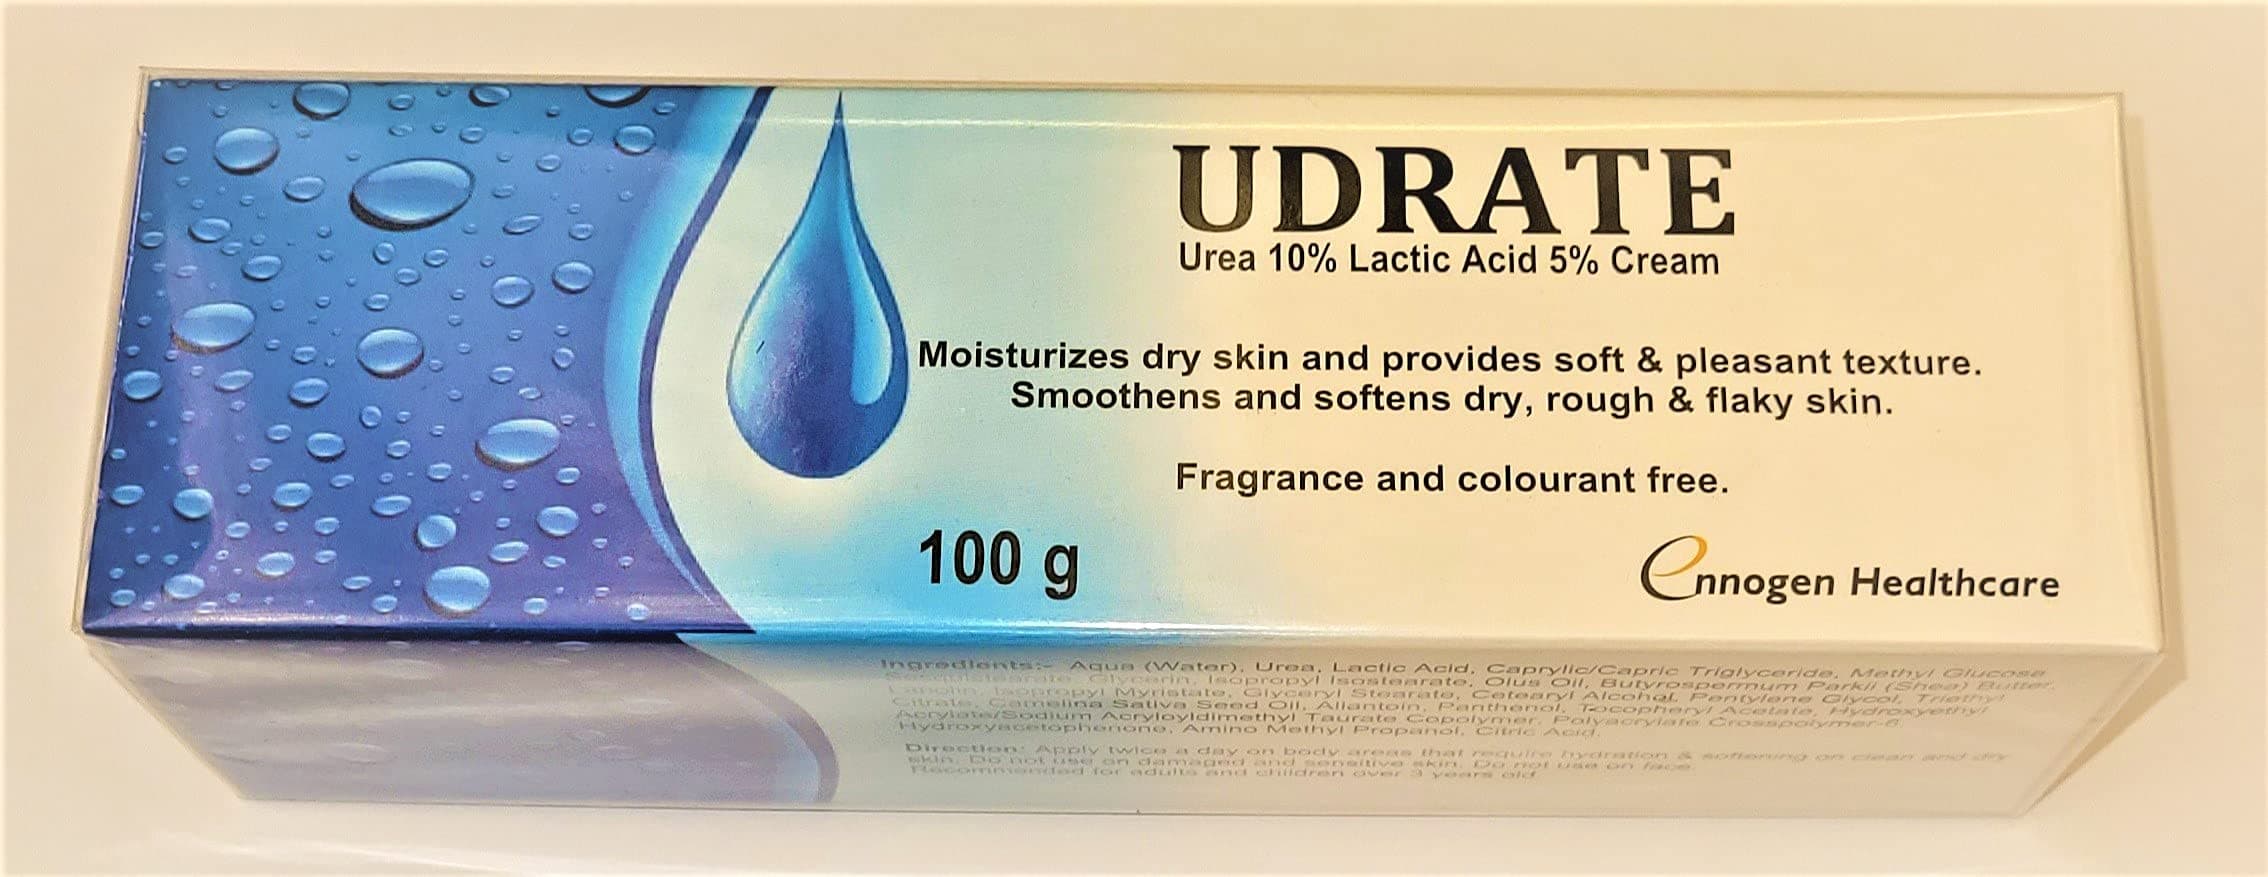 UDRATE
Urea 10% Lactic Acid 5% Cream
Moisturizes dry skin and provides soft & pleasant texture.
Smoothens and softens dry, rough & flaky skin.
Fragrance and colourant free.
100 g
ennogen Healthcare
Ingredients:- Aqua (Water), Urea, Lactic Acid, Caprylic/Capric Triglyceride, Methyl Glucose
Sesquistearate, Glycerin, Isopropyl Isostearate, Olus Oil, Butyrospermum Parkii (Shea) Butter,
Lanolin, Isopropyl Myristate, Glyceryl Stearate, Cetearyl Alcohol, Pentylene Glycol, Triethyl
Citrate, Camelina Sativa Seed Oil, Allantoin, Panthenol, Tocopheryl Acetate, Hydroxyethyl
Acrylate/Sodium Acryloyldimethyl Taurate Copolymer, Polyacrylate Crosspolymer-6
Hydroxyacetophenone, Amino Methyl Propanol, Citric Acid.
Direction: Apply twice a day on body areas that require hydration & softening on clean and dry
skin. Do not use on damaged and sensitive skin. Do not use on face.
Recommended for adults and children over 3 years old